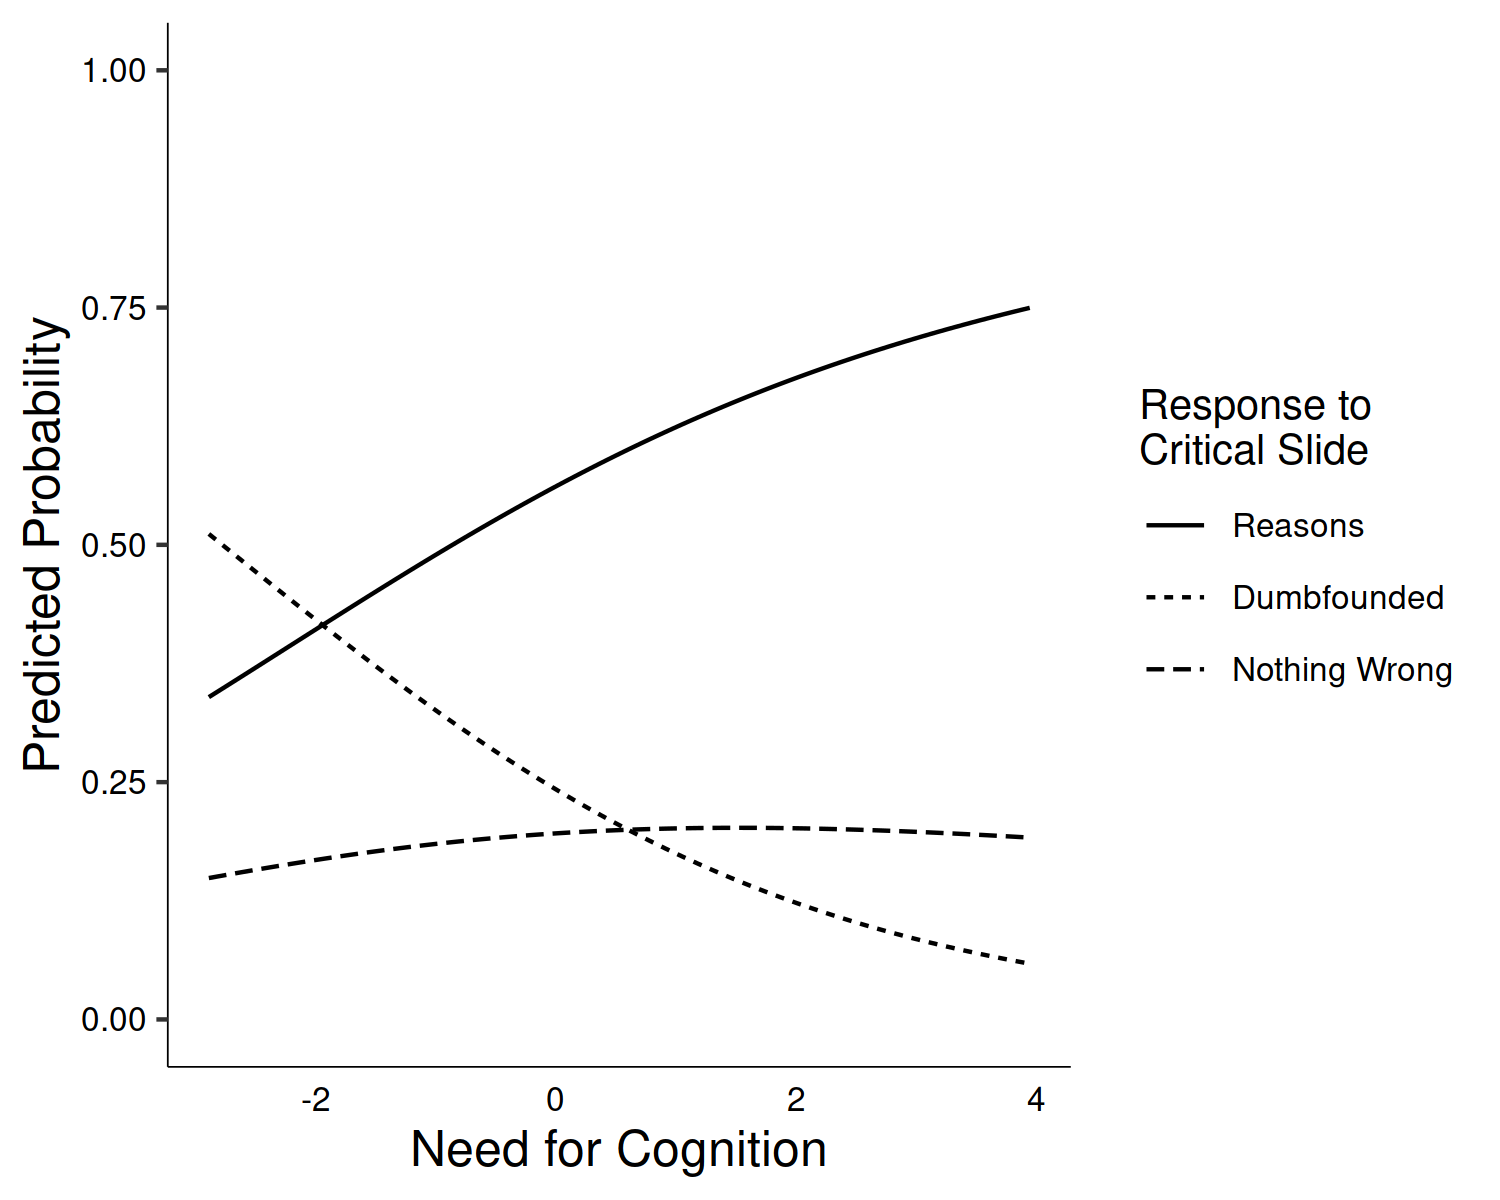 1.00
0.75
0.50
0.25
0.00
Predicted Probability
-2
0
2
4
Need for Cognition
Response to
Critical Slide
Reasons
Dumbfounded
Nothing Wrong